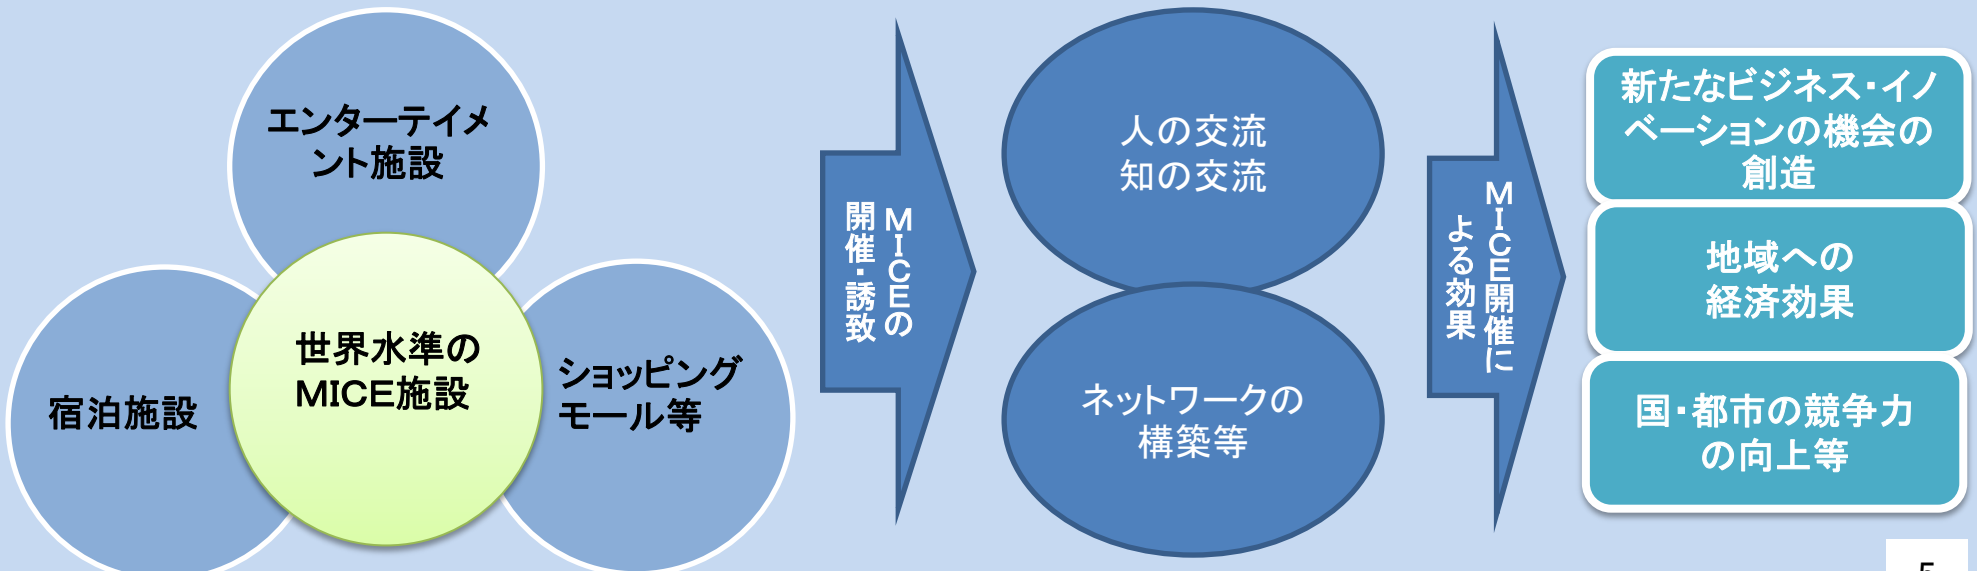 エンターテイメ
ント施設
世界水準の
MICE施設
宿泊施設
ショッピング
モール等
MICEの
開催・誘致
人の交流
知の交流
ネットワークの
構築等
MICE開催に
よる効果
新たなビジネス・イノ
ベーションの機会の
創造
地域への
経済効果
国・都市の競争力
の向上等
5